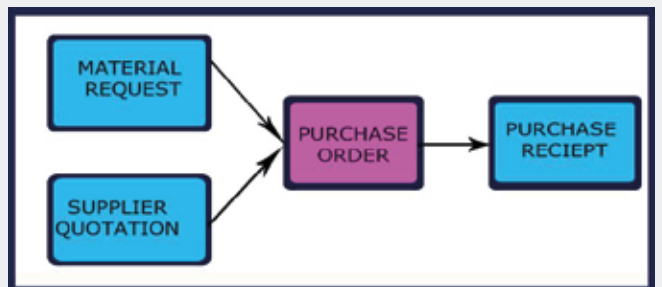 MATERIAL
REQUEST
SUPPLIER
QUOTATION
PURCHASE
ORDER
PURCHASE
RECIEPT